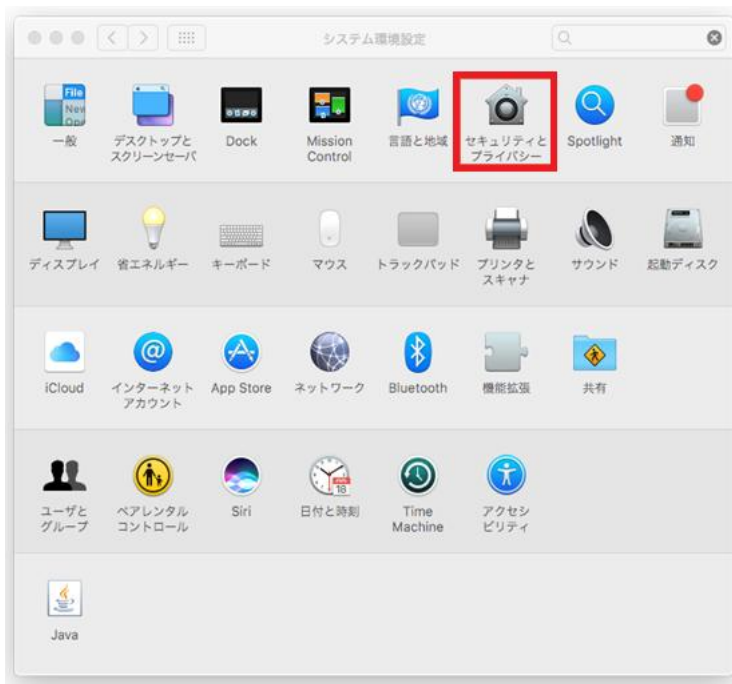 システム環境設定
File
New
Ope
一般
デスクトップと
スクリーンセーバ
Dock
Mission
Control
言語と地域
セキュリティと
プライバシー
Spotlight
通知
ディスプレイ
省エネルギー
キーボード
マウス
トラックパッド
プリンタと
スキャナ
サウンド
起動ディスク
iCloud
インターネット
アカウント
App Store
ネットワーク
Bluetooth
機能拡張
共有
ユーザと
グループ
ペアレンタル
コントロール
Siri
18
日付と時刻
Time
Machine
アクセシ
ビリティ
Java